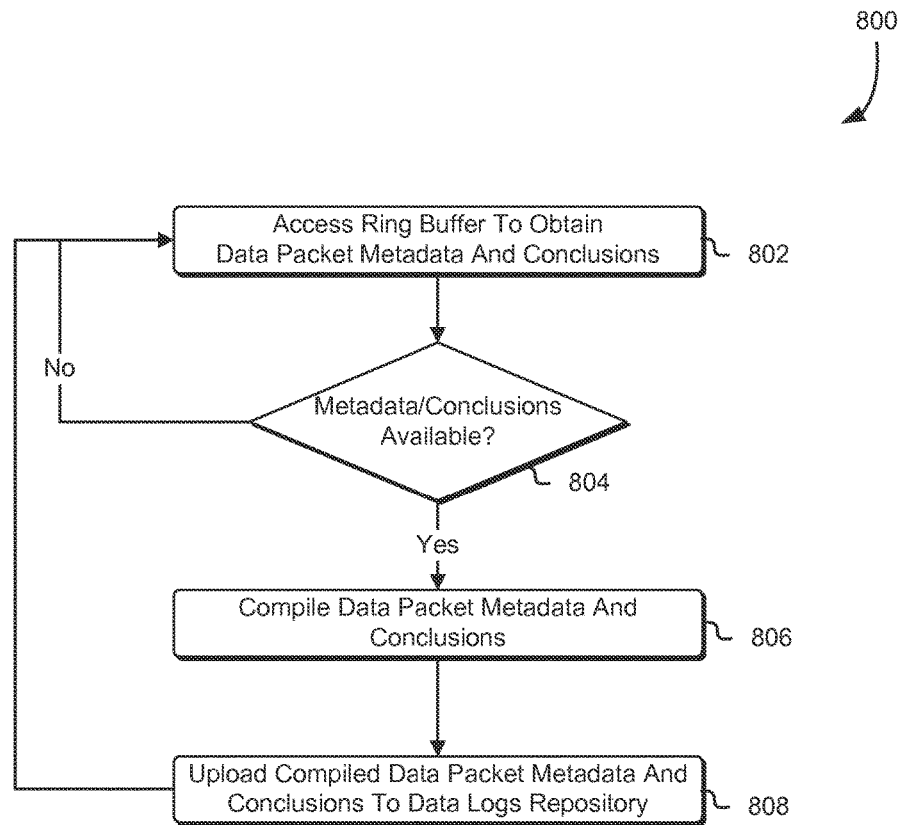 800
Access Ring Buffer To Obtain
Data Packet Metadata And Conclusions
802
No
Metadata/Conclusions
Available?
804
Yes
Compile Data Packet Metadata And
Conclusions
806
Upload Compiled Data Packet Metadata And
Conclusions To Data Logs Repository
808